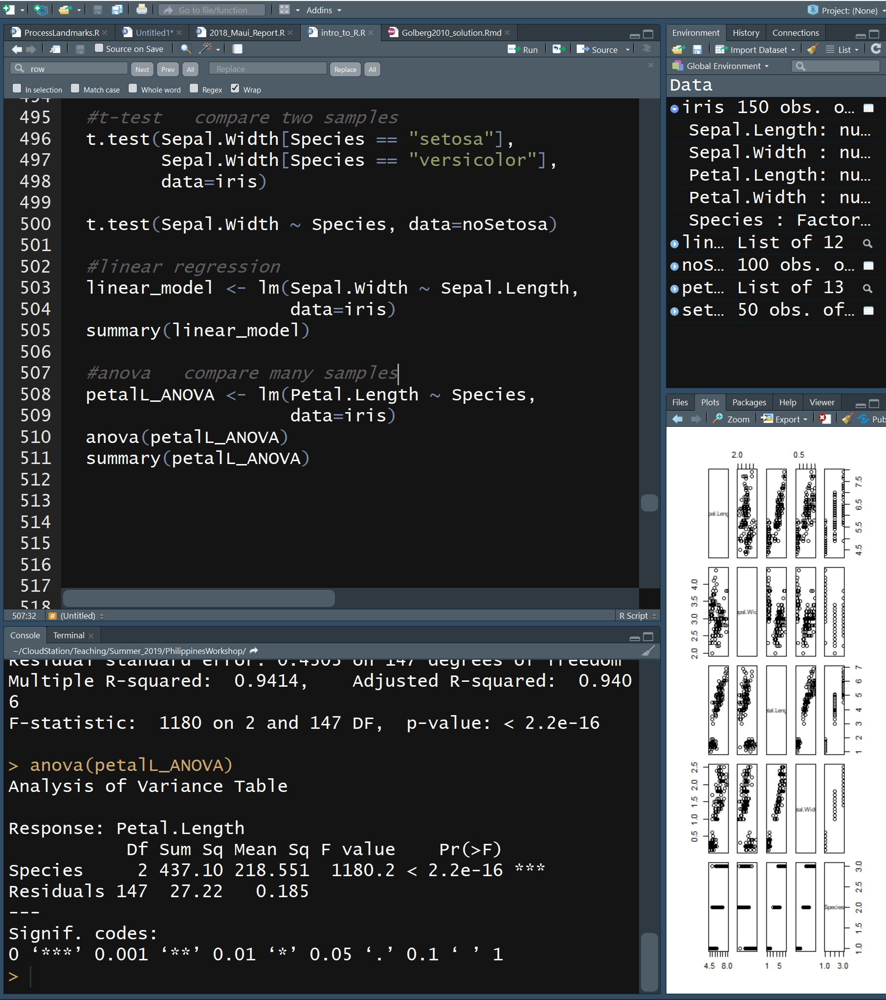 Go to file/function
Addins
Project: (None)
ProcessLandmarks.R
Untitled1*
2018_Maui_Report.R
intro_to_R.R
Golberg2010_solution.Rmd
Source on Save
Run
Source
row
Next
Prev
All
Replace
Replace
All
In selection
Match case
Whole word
Regex
Wrap
494
495 #t-test   compare two samples
496 t.test(Sepal.Width[Species == "setosa"],
497        Sepal.Width[Species == "versicolor"],
498        data=iris)
499
500 t.test(Sepal.Width ~ Species, data=noSetosa)
501
502 #linear regression
503 linear_model <- lm(Sepal.Width ~ Sepal.Length,
504                    data=iris)
505 summary(linear_model)
506
507 #anova   compare many samples
508 petalL_ANOVA <- lm(Petal.Length ~ Species,
509                    data=iris)
510 anova(petalL_ANOVA)
511 summary(petalL_ANOVA)
512
513
514
515
516
517
518
507:32
# (Untitled)
R Script
Console
Terminal
~/CloudStation/Teaching/Summer_2019/PhilippinesWorkshop/
Residual standard error: 0.4303 on 147 degrees of freedom
Multiple R-squared:  0.9414,    Adjusted R-squared:  0.940
6
F-statistic:  1180 on 2 and 147 DF,  p-value: < 2.2e-16
> anova(petalL_ANOVA)
Analysis of Variance Table
Response: Petal.Length
Df Sum Sq Mean Sq F value    Pr(>F)
Species     2 437.10 218.551  1180.2 < 2.2e-16 ***
Residuals 147  27.22   0.185
---
Signif. codes:
0 ‘***’ 0.001 ‘**’ 0.01 ‘*’ 0.05 ‘.’ 0.1 ‘ ’ 1
>
Environment
History
Connections
Import Dataset
List
Global Environment
Data
iris 150 obs. o...
Sepal.Length: nu...
Sepal.Width : nu...
Petal.Length: nu...
Petal.Width : nu...
Species : Factor...
lin... List of 12
noS... 100 obs. o...
pet... List of 13
set... 50 obs. of...
Files
Plots
Packages
Help
Viewer
Zoom
Export
Pub
2.0 0.5
pal.Leng
4.5 5.5 6.5 7.5
2.0 2.5 3.0 3.5 4.0
pal.Wid
tal.Leng
1 2 3 4 5 6 7
0.5 1.0 1.5 2.0 2.5
tal.Widt
Species
1.0 1.5 2.0 2.5 3.0
4.5 8.0 1 5 1.0 3.0